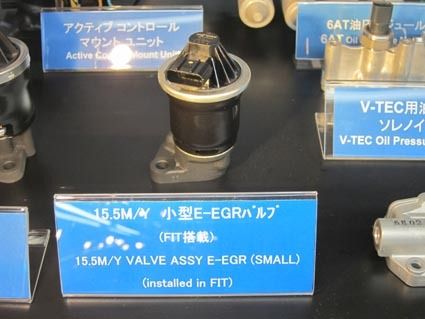 アクティブ コントロール
マウント ユニット
Active Mount Unit
6AT油圧
6AT Oil
V-TEC用油
ソレノイ
V-TEC Oil Pressu
15.5M/Y 小型E-EGRﾊﾞﾙﾌﾞ
(FIT搭載)
15.5M/Y VALVE ASSY E-EGR (SMALL)
(installed in FIT)